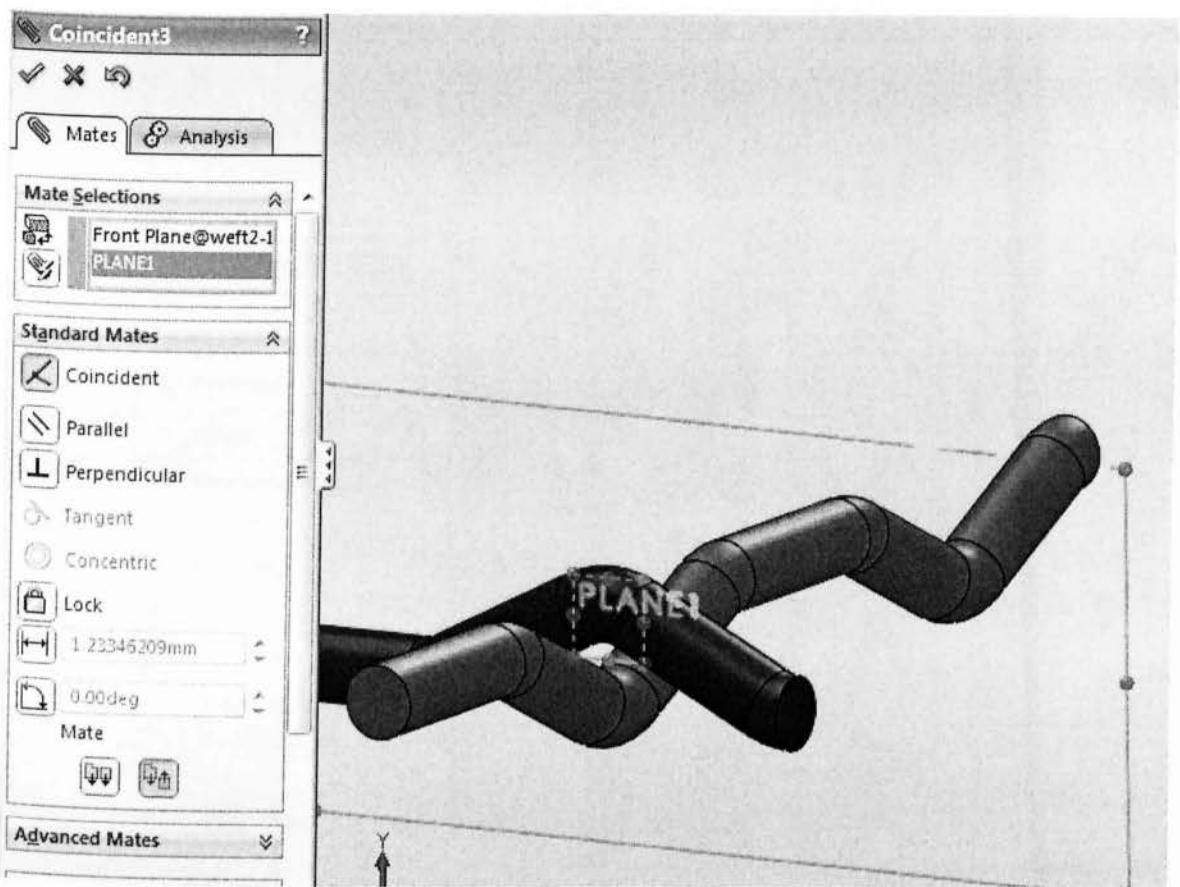 Coincident3 ?
Mates Analysis
Mate Selections
Front Plane@weft2-1
PLANE1
Standard Mates
Coincident
Parallel
Perpendicular
Tangent
Concentric
Lock
1.23346209mm
0.00deg
Mate
Advanced Mates
PLANE1
Y